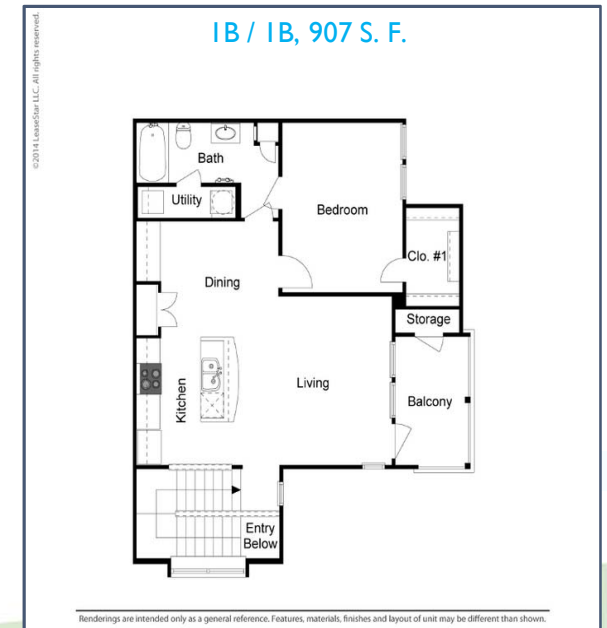 1B / 1B, 907 S. F.
©2014 LeaseStar LLC. All rights reserved.
Bath
Utility
Bedroom
Clo. #1
Dining
Storage
Living
Kitchen
Balcony
Entry
Below
Renderings are intended only as a general reference. Features, materials, finishes and layout of unit may be different than shown.